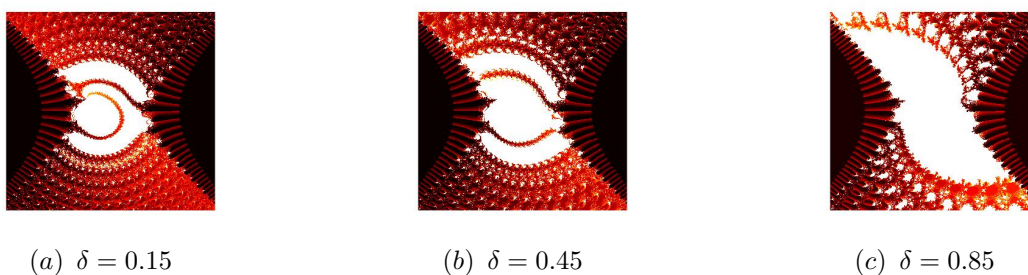 (a) δ = 0.15
(b) δ = 0.45
(c) δ = 0.85